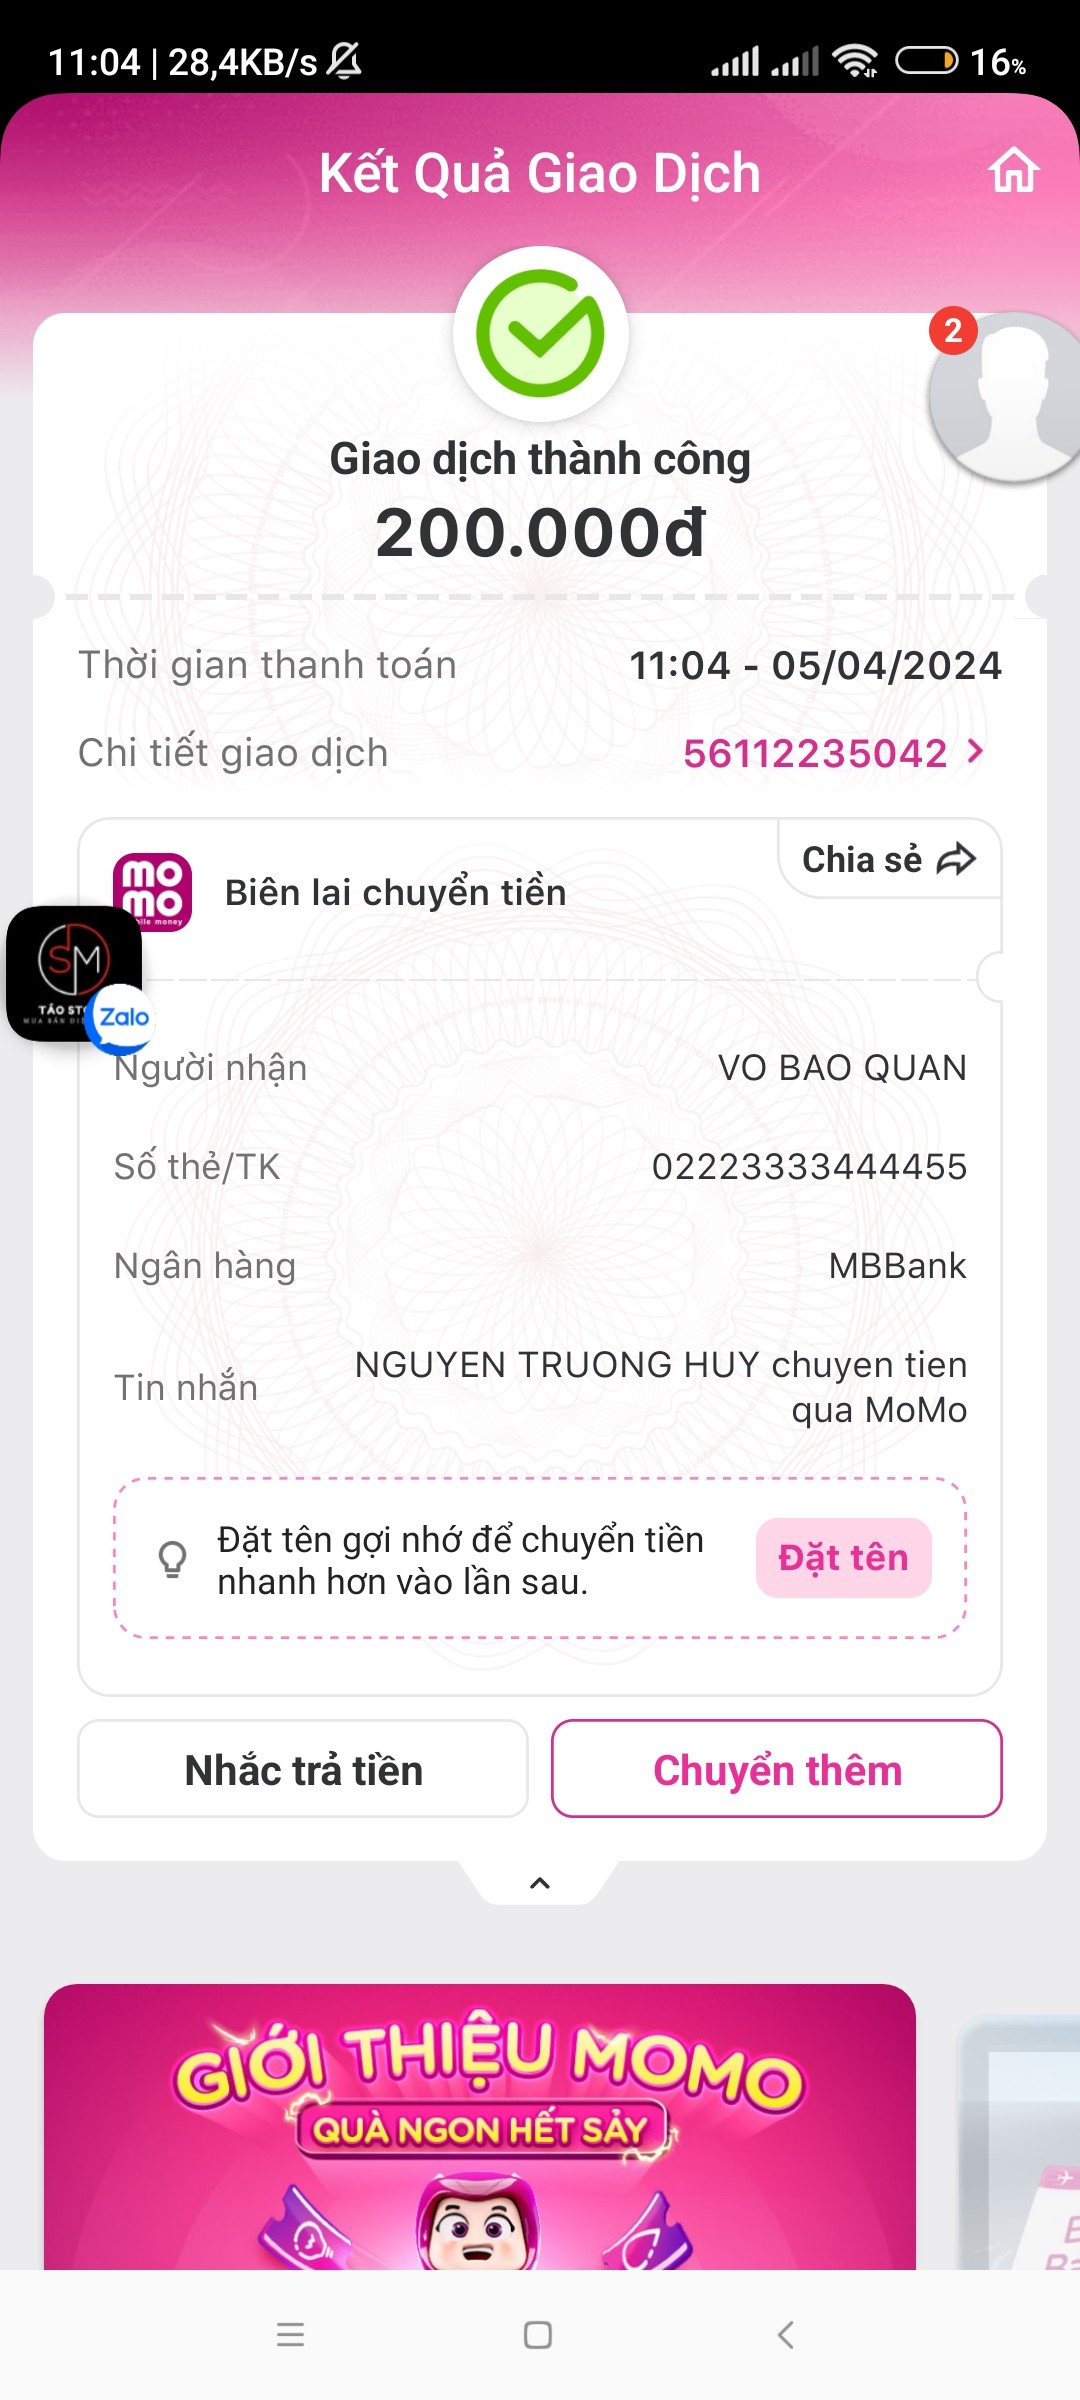 11:04 | 28,4KB/s
16%
Kết Quả Giao Dịch
2
Giao dịch thành công
200.000đ
Thời gian thanh toán 11:04 - 05/04/2024
Chi tiết giao dịch 56112235042
Chia sẻ
mo
mo
Biên lai chuyển tiền
SM
TÁO
Zalo
Người nhận VO BAO QUAN
Số thẻ/TK 02223333444455
Ngân hàng MBBank
Tin nhắn NGUYEN TRUONG HUY chuyen tien
qua MoMo
Đặt tên gợi nhớ để chuyển tiền
nhanh hơn vào lần sau.
Đặt tên
Nhắc trả tiền
Chuyển thêm
GIỚI THIỆU MOMO
QUÀ NGON HẾT SẢY